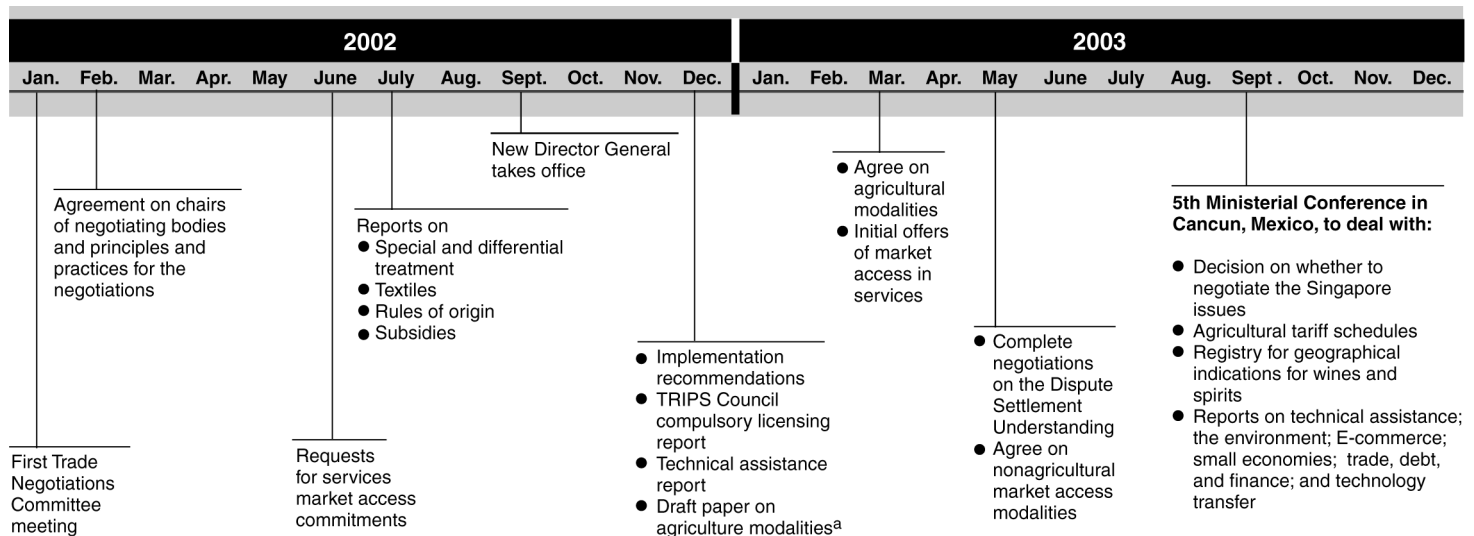 2002
2003
Jan. Feb. Mar. Apr. May June July Aug. Sept. Oct. Nov. Dec.
Jan. Feb. Mar. Apr. May June July Aug. Sept . Oct. Nov. Dec.
First Trade
Negotiations
Committee
meeting
Agreement on chairs
of negotiating bodies
and principles and
practices for the
negotiations
Requests
for services
market access
commitments
Reports on
● Special and differential
treatment
● Textiles
● Rules of origin
● Subsidies
New Director General
takes office
● Implementation
recommendations
● TRIPS Council
compulsory licensing
report
● Technical assistance
report
● Draft paper on
agriculture modalitiesᵃ
● Agree on
agricultural
modalities
● Initial offers
of market
access in
services
● Complete
negotiations
on the Dispute
Settlement
Understanding
● Agree on
nonagricultural
market access
modalities
5th Ministerial Conference in
Cancun, Mexico, to deal with:
● Decision on whether to
negotiate the Singapore
issues
● Agricultural tariff schedules
● Registry for geographical
indications for wines and
spirits
● Reports on technical assistance;
the environment; E-commerce;
small economies; trade, debt,
and finance; and technology
transfer